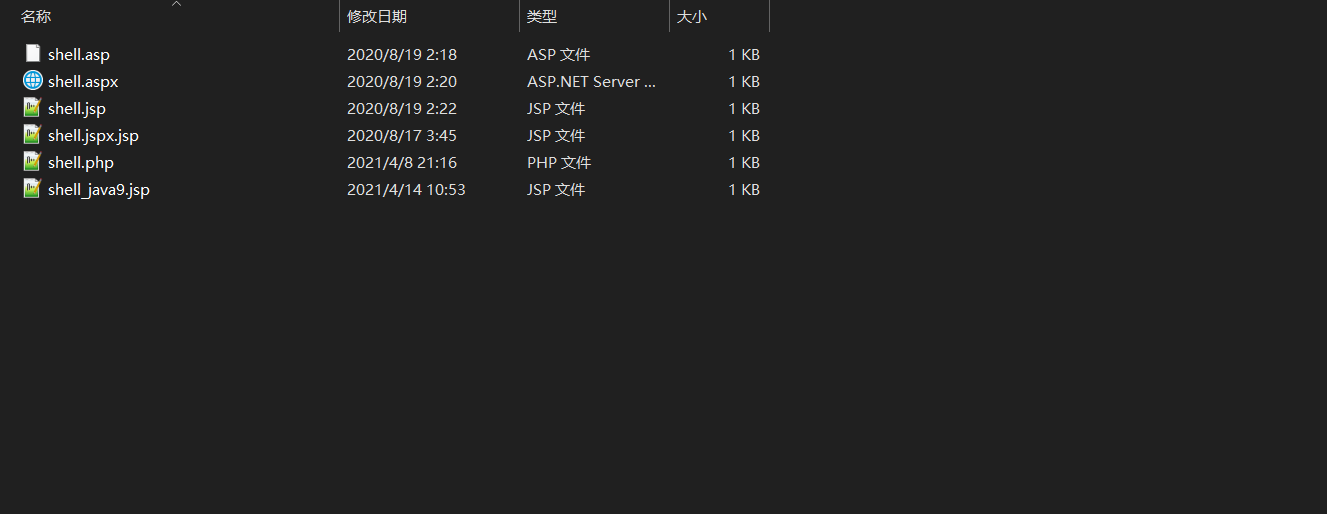 名称 修改日期 类型 大小
shell.asp 2020/8/19 2:18 ASP 文件 1 KB
shell.aspx 2020/8/19 2:20 ASP.NET Server ... 1 KB
shell.jsp 2020/8/19 2:22 JSP 文件 1 KB
shell.jspx.jsp 2020/8/17 3:45 JSP 文件 1 KB
shell.php 2021/4/8 21:16 PHP 文件 1 KB
shell_java9.jsp 2021/4/14 10:53 JSP 文件 1 KB